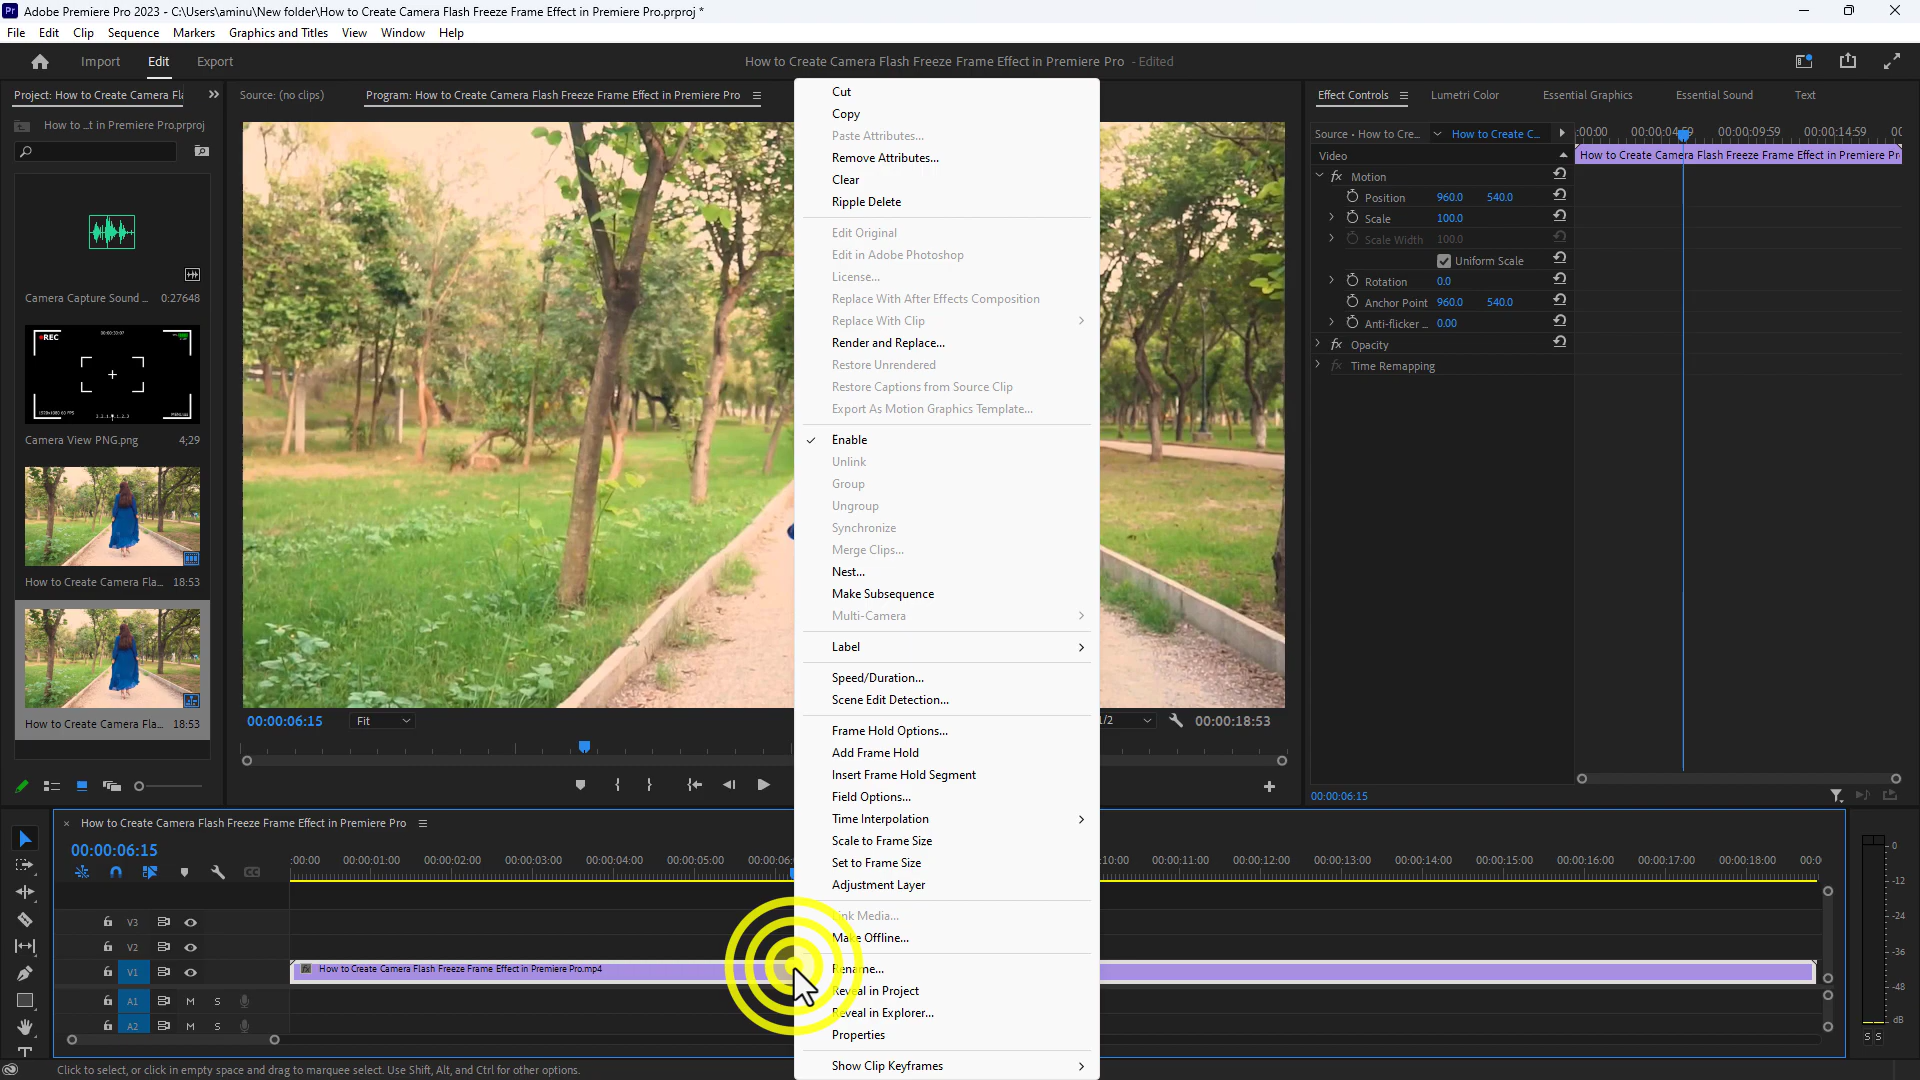 Adobe Premiere Pro 2023 - C:\Users\aminu\New folder\How to Create Camera Flash Freeze Frame Effect in Premiere Pro.prproj *
File Edit Clip Sequence Markers Graphics and Titles View Window Help
Import Edit Export
How to Create Camera Flash Freeze Frame Effect in Premiere Pro - Edited
Project: How to Create Camera Fl
How to ...t in Premiere Pro.prproj
Camera Capture Sound ... 0:27648
REC
Camera View PNG.png 4;29
How to Create Camera Fla... 18:53
How to Create Camera Fla... 18:53
Source: (no clips)
Program: How to Create Camera Flash Freeze Frame Effect in Premiere Pro
00:00:06:15 Fit 1/2 00:00:18:53
Cut
Copy
Paste Attributes...
Remove Attributes...
Clear
Ripple Delete
Edit Original
Edit in Adobe Photoshop
License...
Replace With After Effects Composition
Replace With Clip
Render and Replace...
Restore Unrendered
Restore Captions from Source Clip
Export As Motion Graphics Template...
Enable
Unlink
Group
Ungroup
Synchronize
Merge Clips...
Nest...
Make Subsequence
Multi-Camera
Label
Speed/Duration...
Scene Edit Detection...
Frame Hold Options...
Add Frame Hold
Insert Frame Hold Segment
Field Options...
Time Interpolation
Scale to Frame Size
Set to Frame Size
Adjustment Layer
Link Media...
Make Offline...
Rename...
Reveal in Project
Reveal in Explorer...
Properties
Show Clip Keyframes
Effect Controls Lumetri Color Essential Graphics Essential Sound Text
Source • How to Cre... How to Create C... :00:00 00:00:04:59 00:00:09:59 00:00:14:59 00
Video How to Create Camera Flash Freeze Frame Effect in Premiere Pr
fx Motion
Position 960.0 540.0
Scale 100.0
Scale Width 100.0
Uniform Scale
Rotation 0.0
Anchor Point 960.0 540.0
Anti-flicker ... 0.00
fx Opacity
fx Time Remapping
00:00:06:15
How to Create Camera Flash Freeze Frame Effect in Premiere Pro
00:00:06:15
:00:00 00:00:01:00 00:00:02:00 00:00:03:00 00:00:04:00 00:00:05:00 00:00:06: :10:00 00:00:11:00 00:00:12:00 00:00:13:00 00:00:14:00 00:00:15:00 00:00:16:00 00:00:17:00 00:00:18:00 00:0
V3
V2
V1 fx How to Create Camera Flash Freeze Frame Effect in Premiere Pro.mp4
A1 M S
A2 M S
0
-12
-24
-36
-48
dB
S S
Click to select, or click in empty space and drag to marquee select. Use Shift, Alt, and Ctrl for other options.